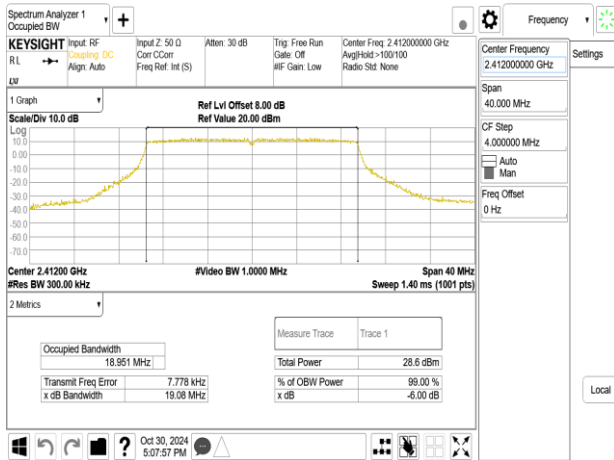 Spectrum Analyzer 1
Occupied BW
+
Frequency
KEYSIGHT
RL
LXI
Input: RF
Coupling: DC
Align: Auto
Input Z: 50 Ω
Corr CCorr
Freq Ref: Int (S)
Atten: 30 dB
Trig: Free Run
Gate: Off
#IF Gain: Low
Center Freq: 2.412000000 GHz
Avg|Hold:>100/100
Radio Std: None
Center Frequency
2.412000000 GHz
Settings
Span
40.000 MHz
CF Step
4.000000 MHz
Auto
Man
Freq Offset
0 Hz
1 Graph
Scale/Div 10.0 dB
Ref Lvl Offset 8.00 dB
Ref Value 20.00 dBm
Log
10.0
0.00
-10.0
-20.0
-30.0
-40.0
-50.0
-60.0
-70.0
Center 2.41200 GHz
#Video BW 1.0000 MHz
Span 40 MHz
#Res BW 300.00 kHz
Sweep 1.40 ms (1001 pts)
2 Metrics
Measure Trace Trace 1
Occupied Bandwidth
18.951 MHz
Total Power 28.6 dBm
Transmit Freq Error 7.778 kHz
% of OBW Power 99.00 %
x dB Bandwidth 19.08 MHz
x dB -6.00 dB
Local
?
Oct 30, 2024
5:07:57 PM